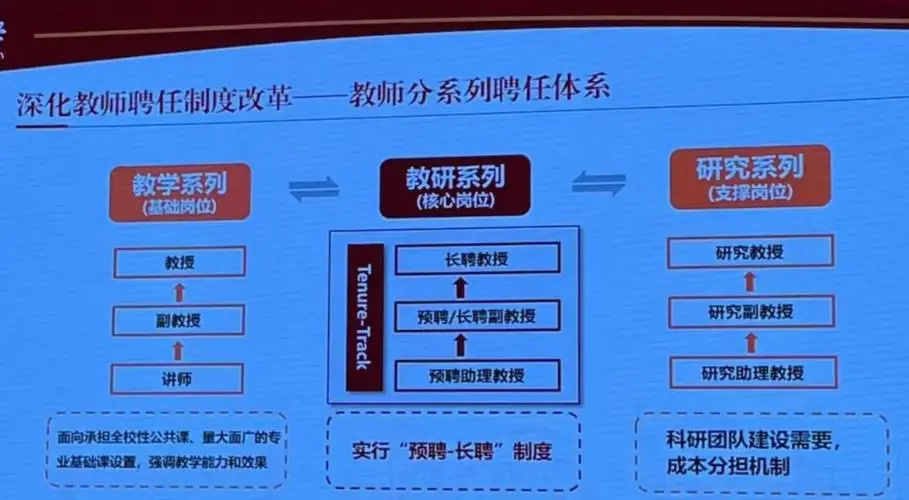 深化教师聘任制度改革——教师分系列聘任体系
教学系列
(基础岗位)
教研系列
(核心岗位)
研究系列
(支撑岗位)
教授
副教授
讲师
Tenure-Track
长聘教授
预聘/长聘副教授
预聘助理教授
研究教授
研究副教授
研究助理教授
面向承担全校性公共课、量大面广的专
业基础课设置，强调教学能力和效果
实行“预聘-长聘”制度
科研团队建设需要，
成本分担机制